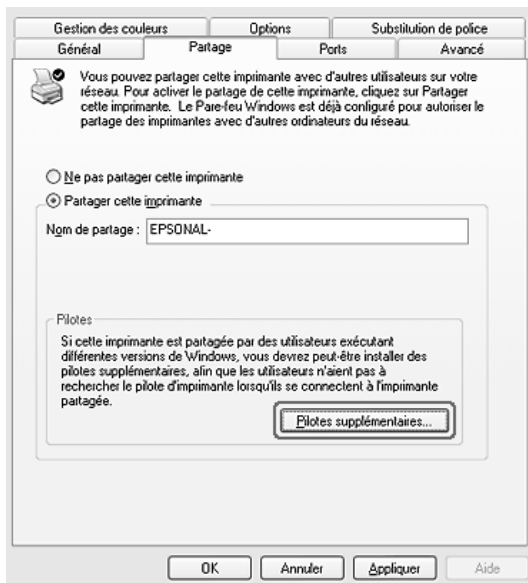 Gestion des couleurs Options Substitution de police
Général Partage Ports Avancé
Vous pouvez partager cette imprimante avec d'autres utilisateurs sur votre
réseau. Pour activer le partage de cette imprimante, cliquez sur Partager
cette imprimante. Le Pare-feu Windows est déjà configuré pour autoriser le
partage des imprimantes avec d'autres ordinateurs du réseau.
Ne pas partager cette imprimante
Partager cette imprimante
Nom de partage : EPSONAL-
Pilotes
Si cette imprimante est partagée par des utilisateurs exécutant
différentes versions de Windows, vous devrez peut-être installer des
pilotes supplémentaires, afin que les utilisateurs n'aient pas à
rechercher le pilote d'imprimante lorsqu'ils se connectent à l'imprimante
partagée.
Pilotes supplémentaires...
OK Annuler Appliquer Aide